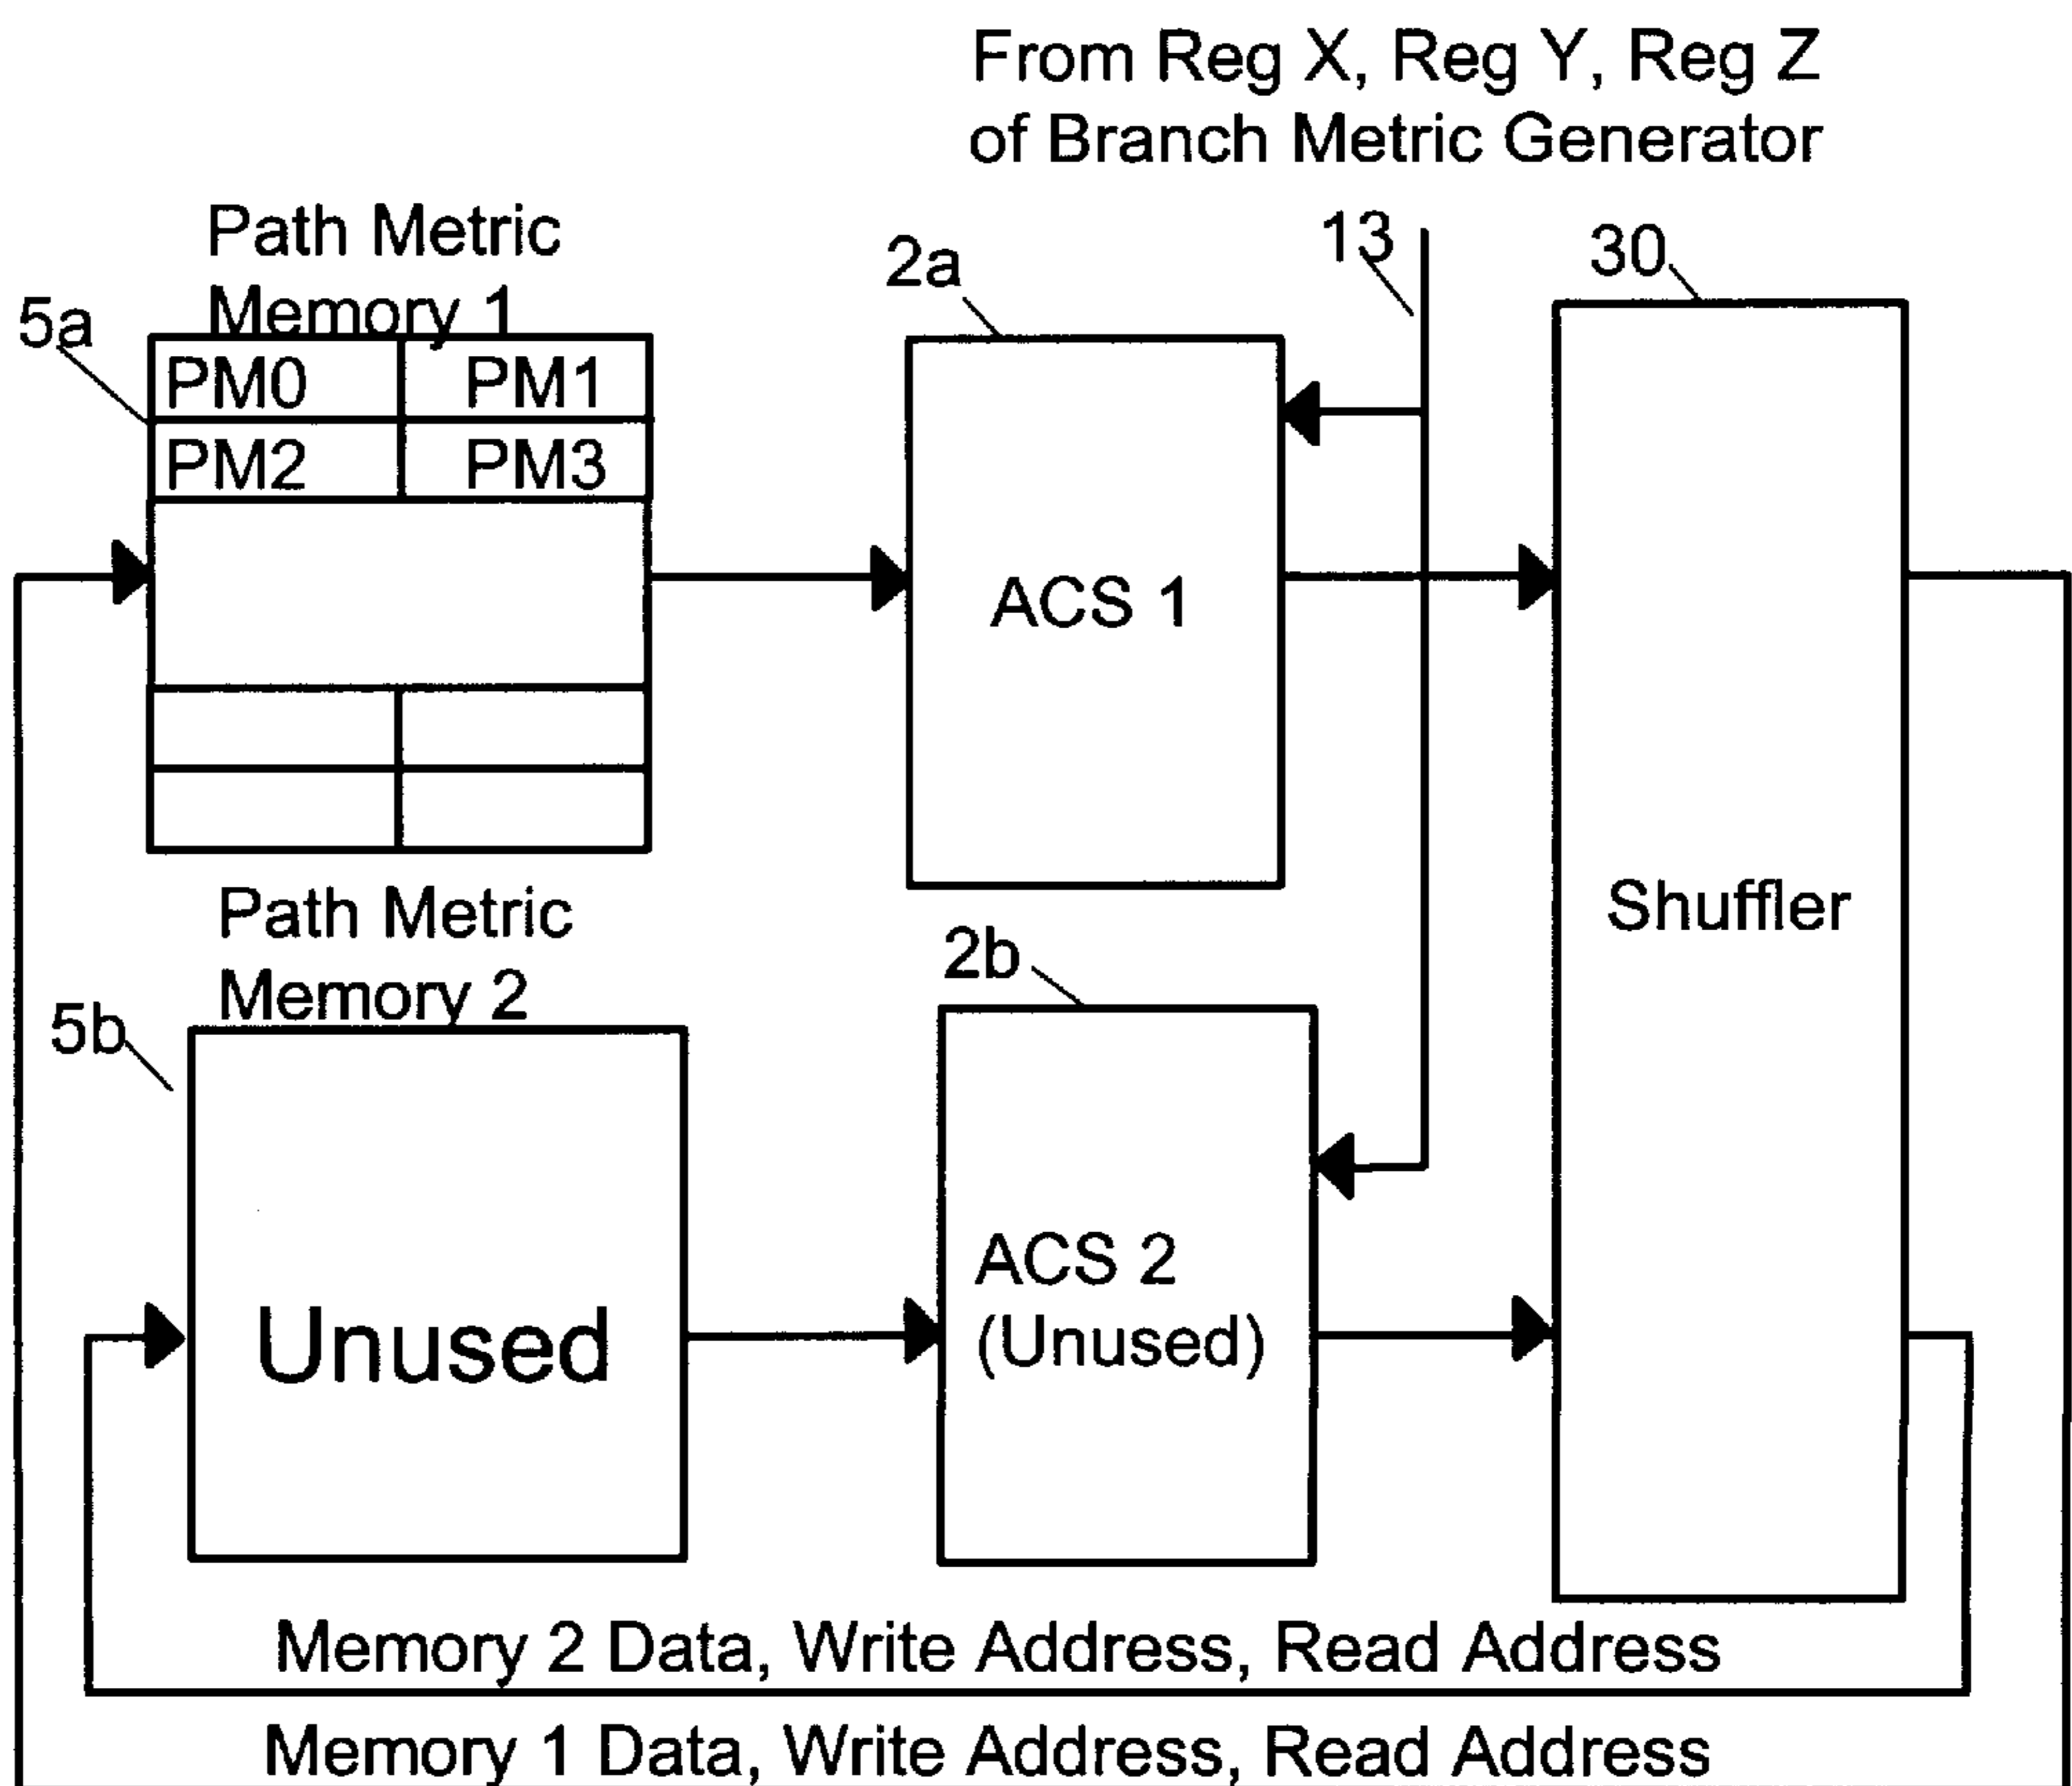 From Reg X, Reg Y, Reg Z
of Branch Metric Generator
Path Metric
Memory 1
5a
2a
13
30
PM0 PM1
PM2 PM3
ACS 1
Shuffler
Path Metric
Memory 2
5b
2b
Unused
ACS 2
(Unused)
Memory 2 Data, Write Address, Read Address
Memory 1 Data, Write Address, Read Address